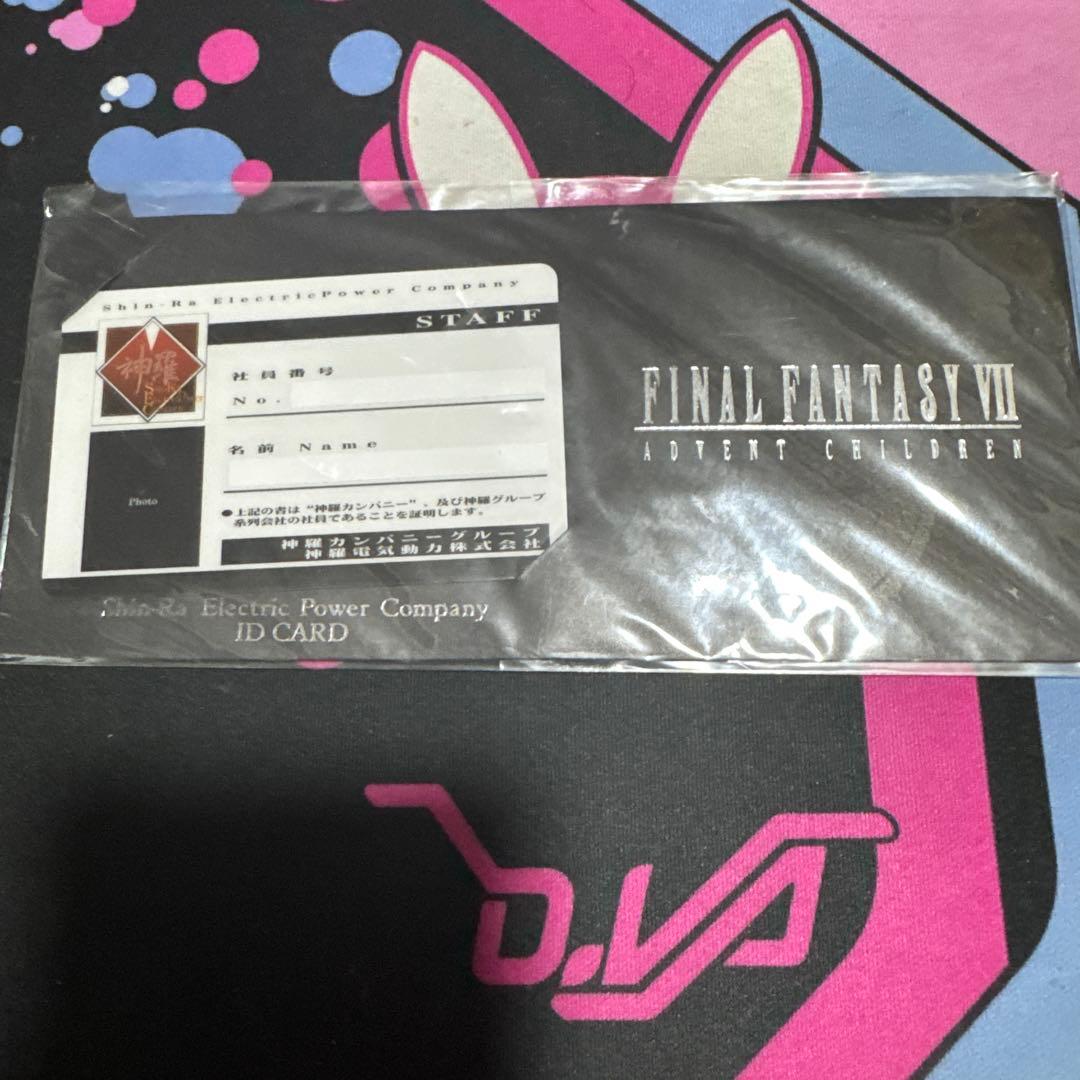 Shin-Ra ElectricPower Company
STAFF
神羅
社員番号
No.
名前 Name
Photo
●上記の者は“神羅カンパニー”、及び神羅グループ
系列会社の社員であることを証明します。
神羅カンパニーグループ
神羅電気動力株式会社
Shin-Ra Electric Power Company
ID CARD
FINAL FANTASY VII
ADVENT CHILDREN
D.VA